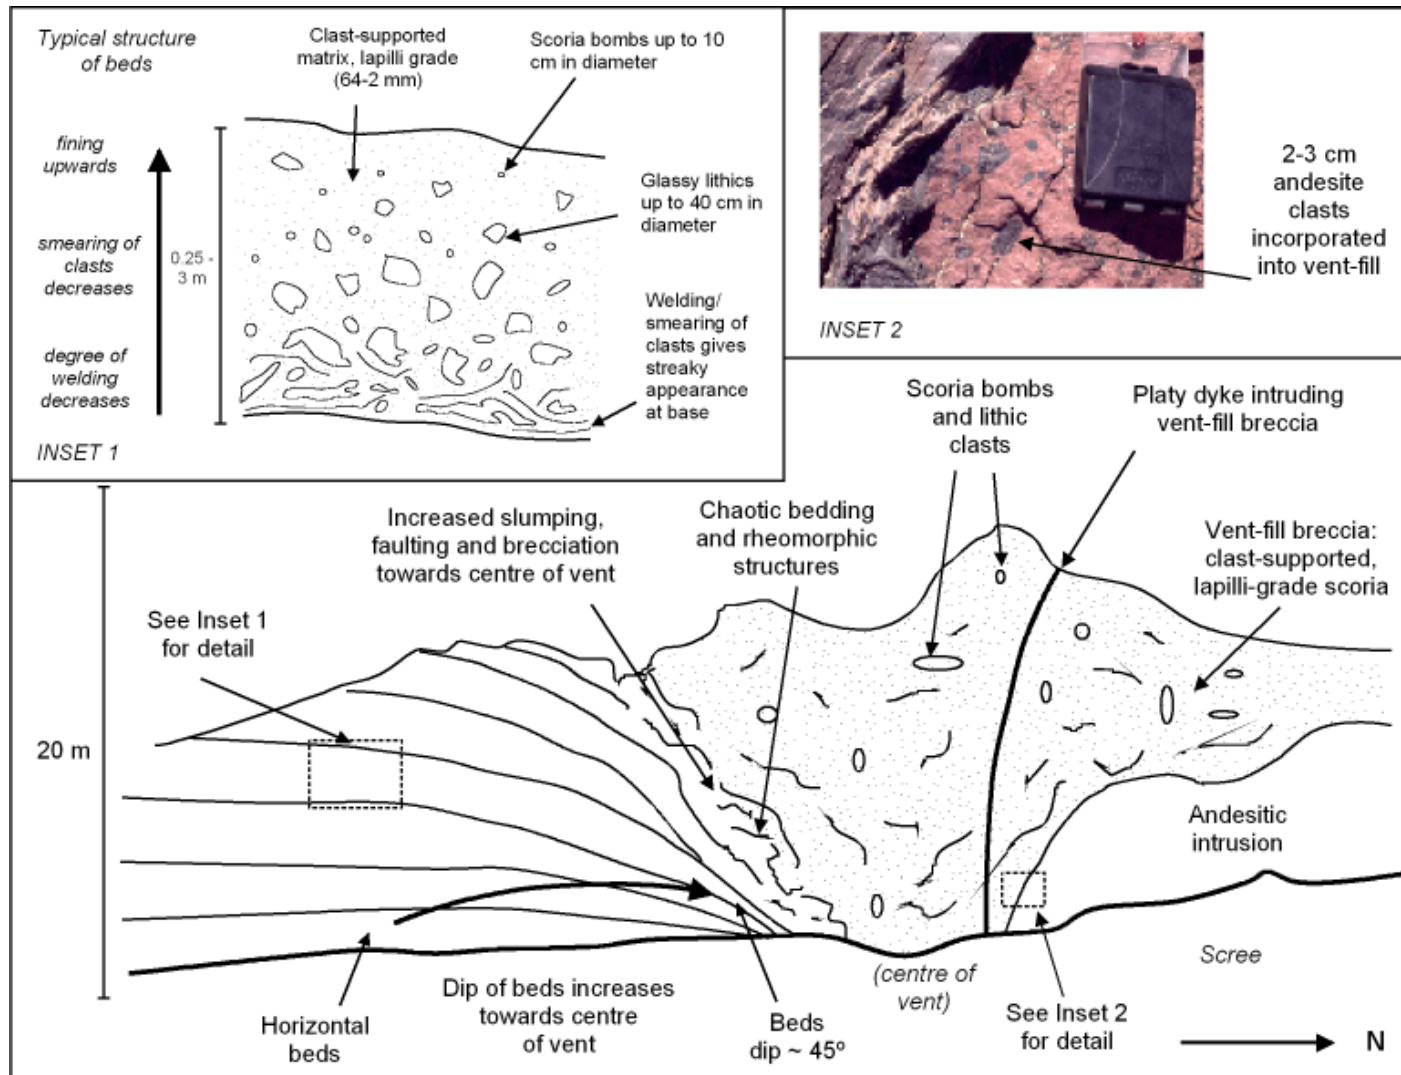 Typical structure
of beds
Clast-supported
matrix, lapilli grade
(64-2 mm)
Scoria bombs up to 10
cm in diameter
fining
upwards
Glassy lithics
up to 40 cm in
diameter
smearing of
clasts
decreases
0.25 -
3 m
Welding/
smearing of
clasts gives
streaky
appearance
at base
degree of
welding
decreases
INSET 1
2-3 cm
andesite
clasts
incorporated
into vent-fill
INSET 2
Scoria bombs
and lithic
clasts
Platy dyke intruding
vent-fill breccia
Increased slumping,
faulting and brecciation
towards centre of vent
Chaotic bedding
and rheomorphic
structures
Vent-fill breccia:
clast-supported,
lapilli-grade scoria
See Inset 1
for detail
20 m
Andesitic
intrusion
Scree
(centre of
vent)
Dip of beds increases
towards centre
of vent
Horizontal
beds
Beds
dip ~ 45º
See Inset 2
for detail
N